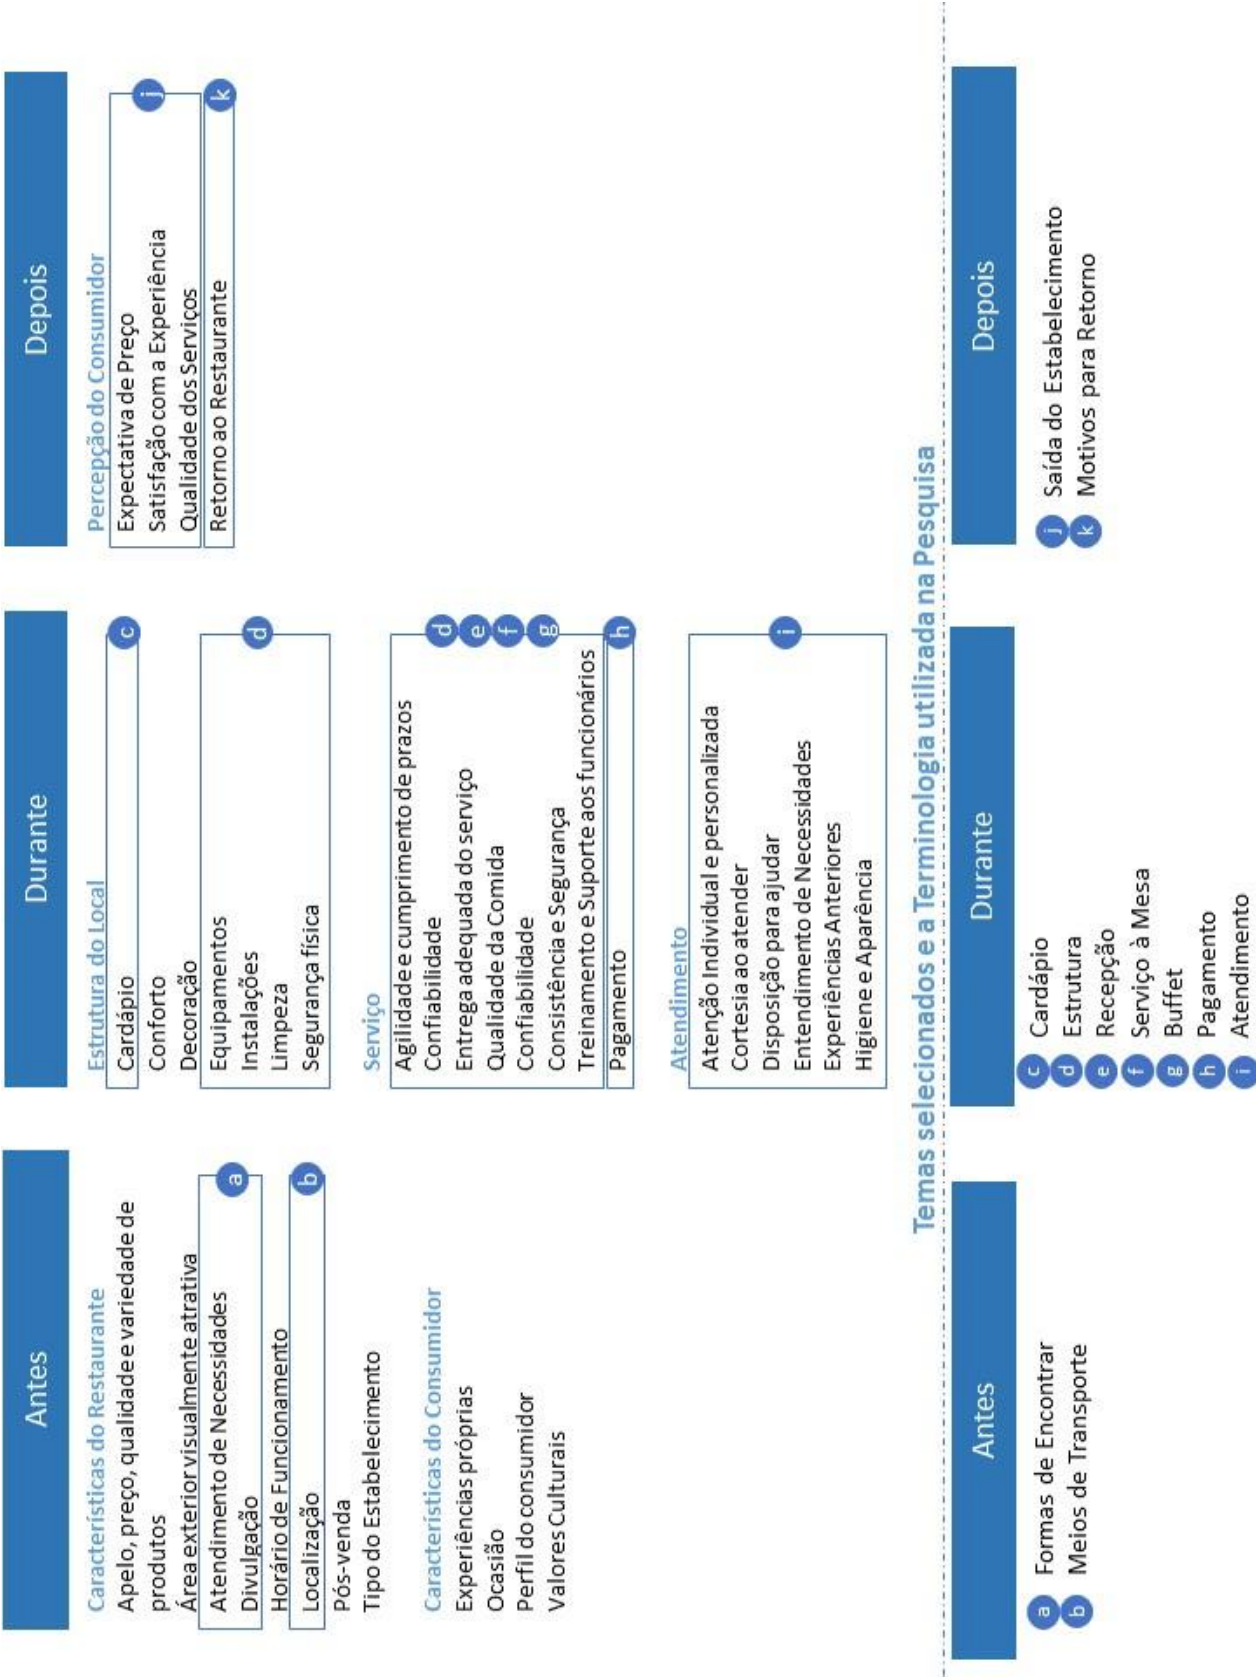 Antes
Características do Restaurante
Apelo, preço, qualidade e variedade de
produtos
Área exterior visualmente atrativa
Atendimento de Necessidades
Divulgação
a
Horário de Funcionamento
Localização
b
Pós-venda
Tipo do Estabelecimento
Características do Consumidor
Experiências próprias
Ocasião
Perfil do consumidor
Valores Culturais
Durante
Estrutura do Local
Cardápio
c
Conforto
Decoração
Equipamentos
Instalações
Limpeza
Segurança física
d
Serviço
Agilidade e cumprimento de prazos
Confiabilidade
Entrega adequada do serviço
Qualidade da Comida
Confiabilidade
Consistência e Segurança
Treinamento e Suporte aos funcionários
d
e
f
g
Pagamento
h
Atendimento
Atenção Individual e personalizada
Cortesia ao atender
Disposição para ajudar
Entendimento de Necessidades
Experiências Anteriores
Higiene e Aparência
i
Depois
Percepção do Consumidor
Expectativa de Preço
Satisfação com a Experiência
Qualidade dos Serviços
j
Retorno ao Restaurante
k
Temas selecionados e a Terminologia utilizada na Pesquisa
Antes
a Formas de Encontrar
b Meios de Transporte
Durante
c Cardápio
d Estrutura
e Recepção
f Serviço à Mesa
g Buffet
h Pagamento
i Atendimento
Depois
j Saída do Estabelecimento
k Motivos para Retorno